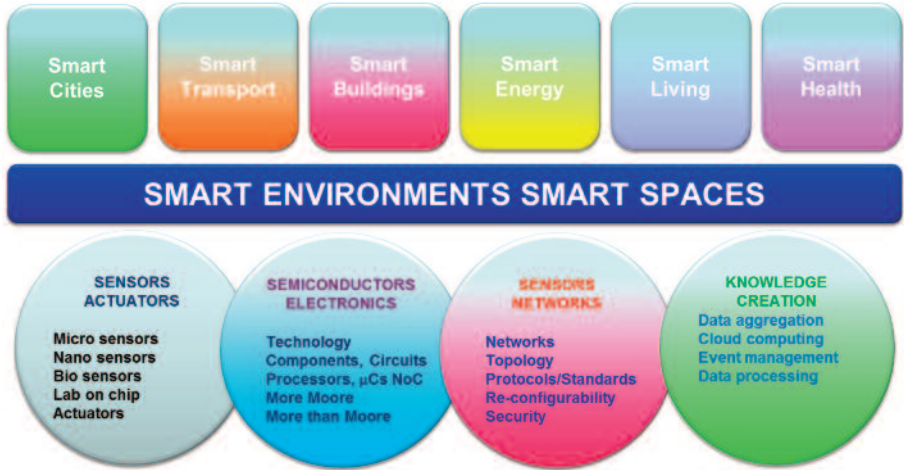 Smart
Cities
Smart
Transport
Smart
Buildings
Smart
Energy
Smart
Living
Smart
Health
SMART ENVIRONMENTS SMART SPACES
SENSORS
ACTUATORS
Micro sensors
Nano sensors
Bio sensors
Lab on chip
Actuators
SEMICONDUCTORS
ELECTRONICS
Technology
Components, Circuits
Processors, µCs NoC
More Moore
More than Moore
SENSORS
NETWORKS
Networks
Topology
Protocols/Standards
Re-configurability
Security
KNOWLEDGE
CREATION
Data aggregation
Cloud computing
Event management
Data processing